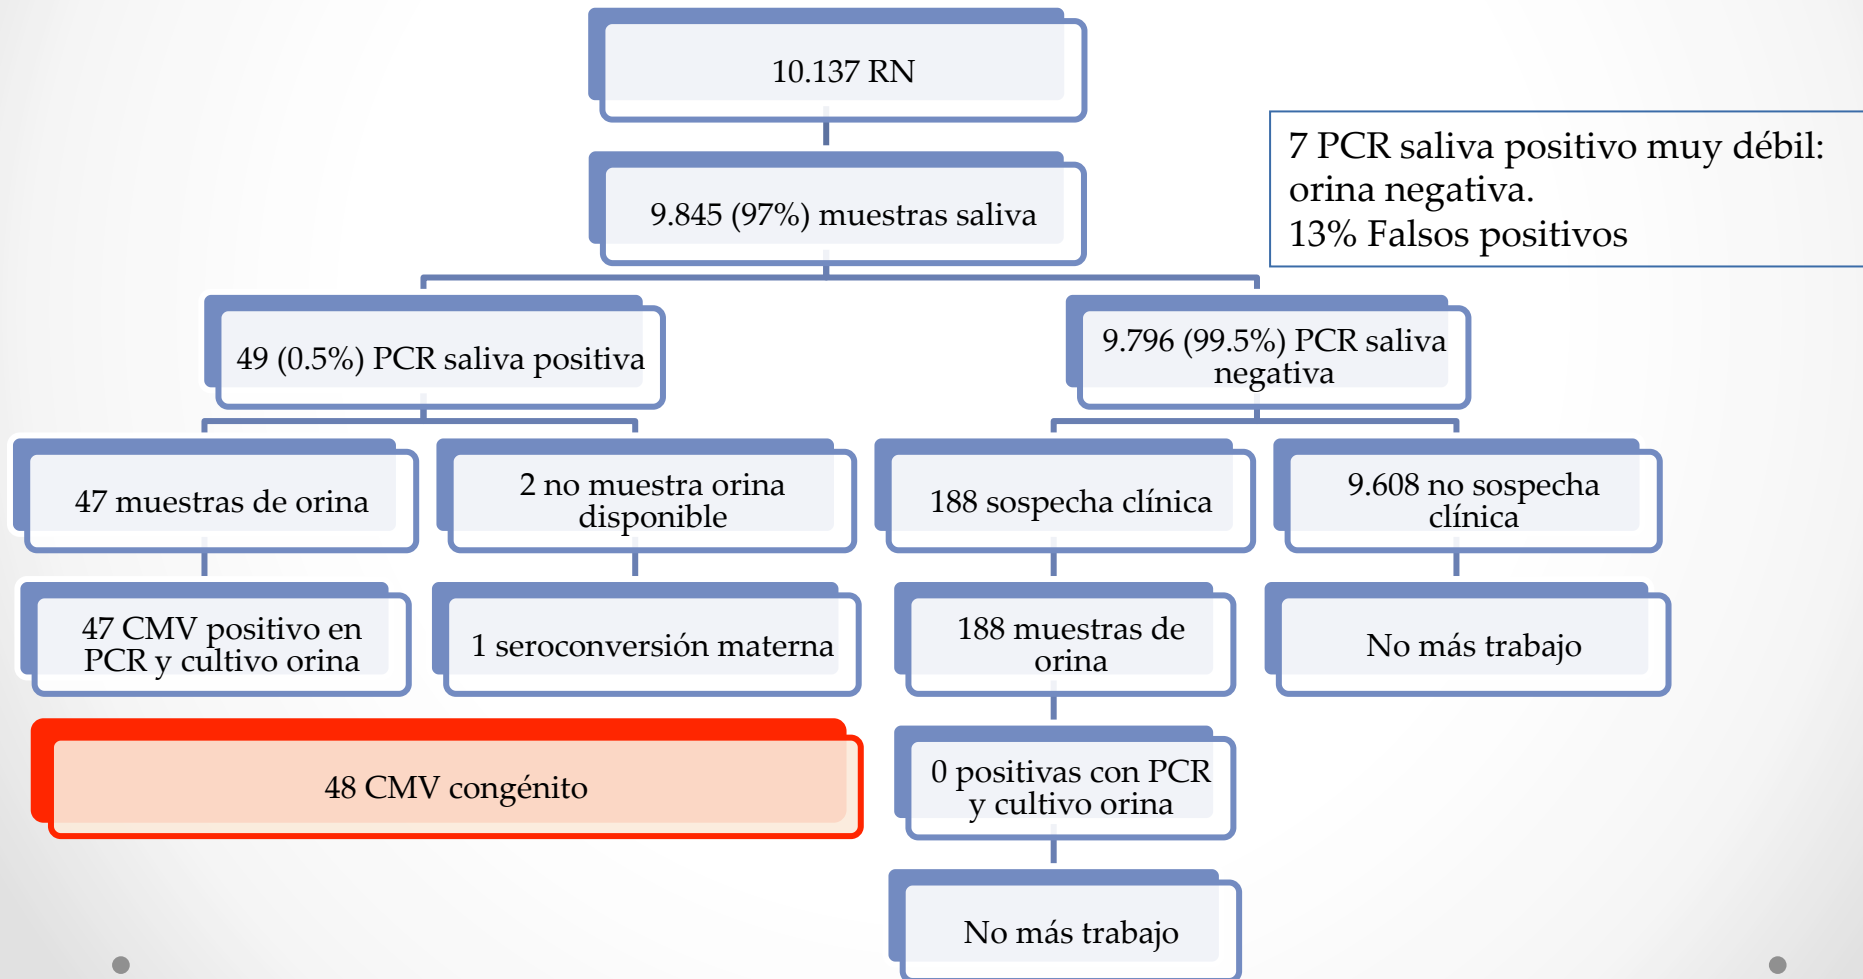 10.137 RN
7 PCR saliva positivo muy débil:
orina negativa.
13% Falsos positivos
9.845 (97%) muestras saliva
49 (0.5%) PCR saliva positiva
9.796 (99.5%) PCR saliva
negativa
47 muestras de orina
2 no muestra orina
disponible
188 sospecha clínica
9.608 no sospecha
clínica
47 CMV positivo en
PCR y cultivo orina
1 seroconversión materna
188 muestras de
orina
No más trabajo
48 CMV congénito
0 positivas con PCR
y cultivo orina
No más trabajo